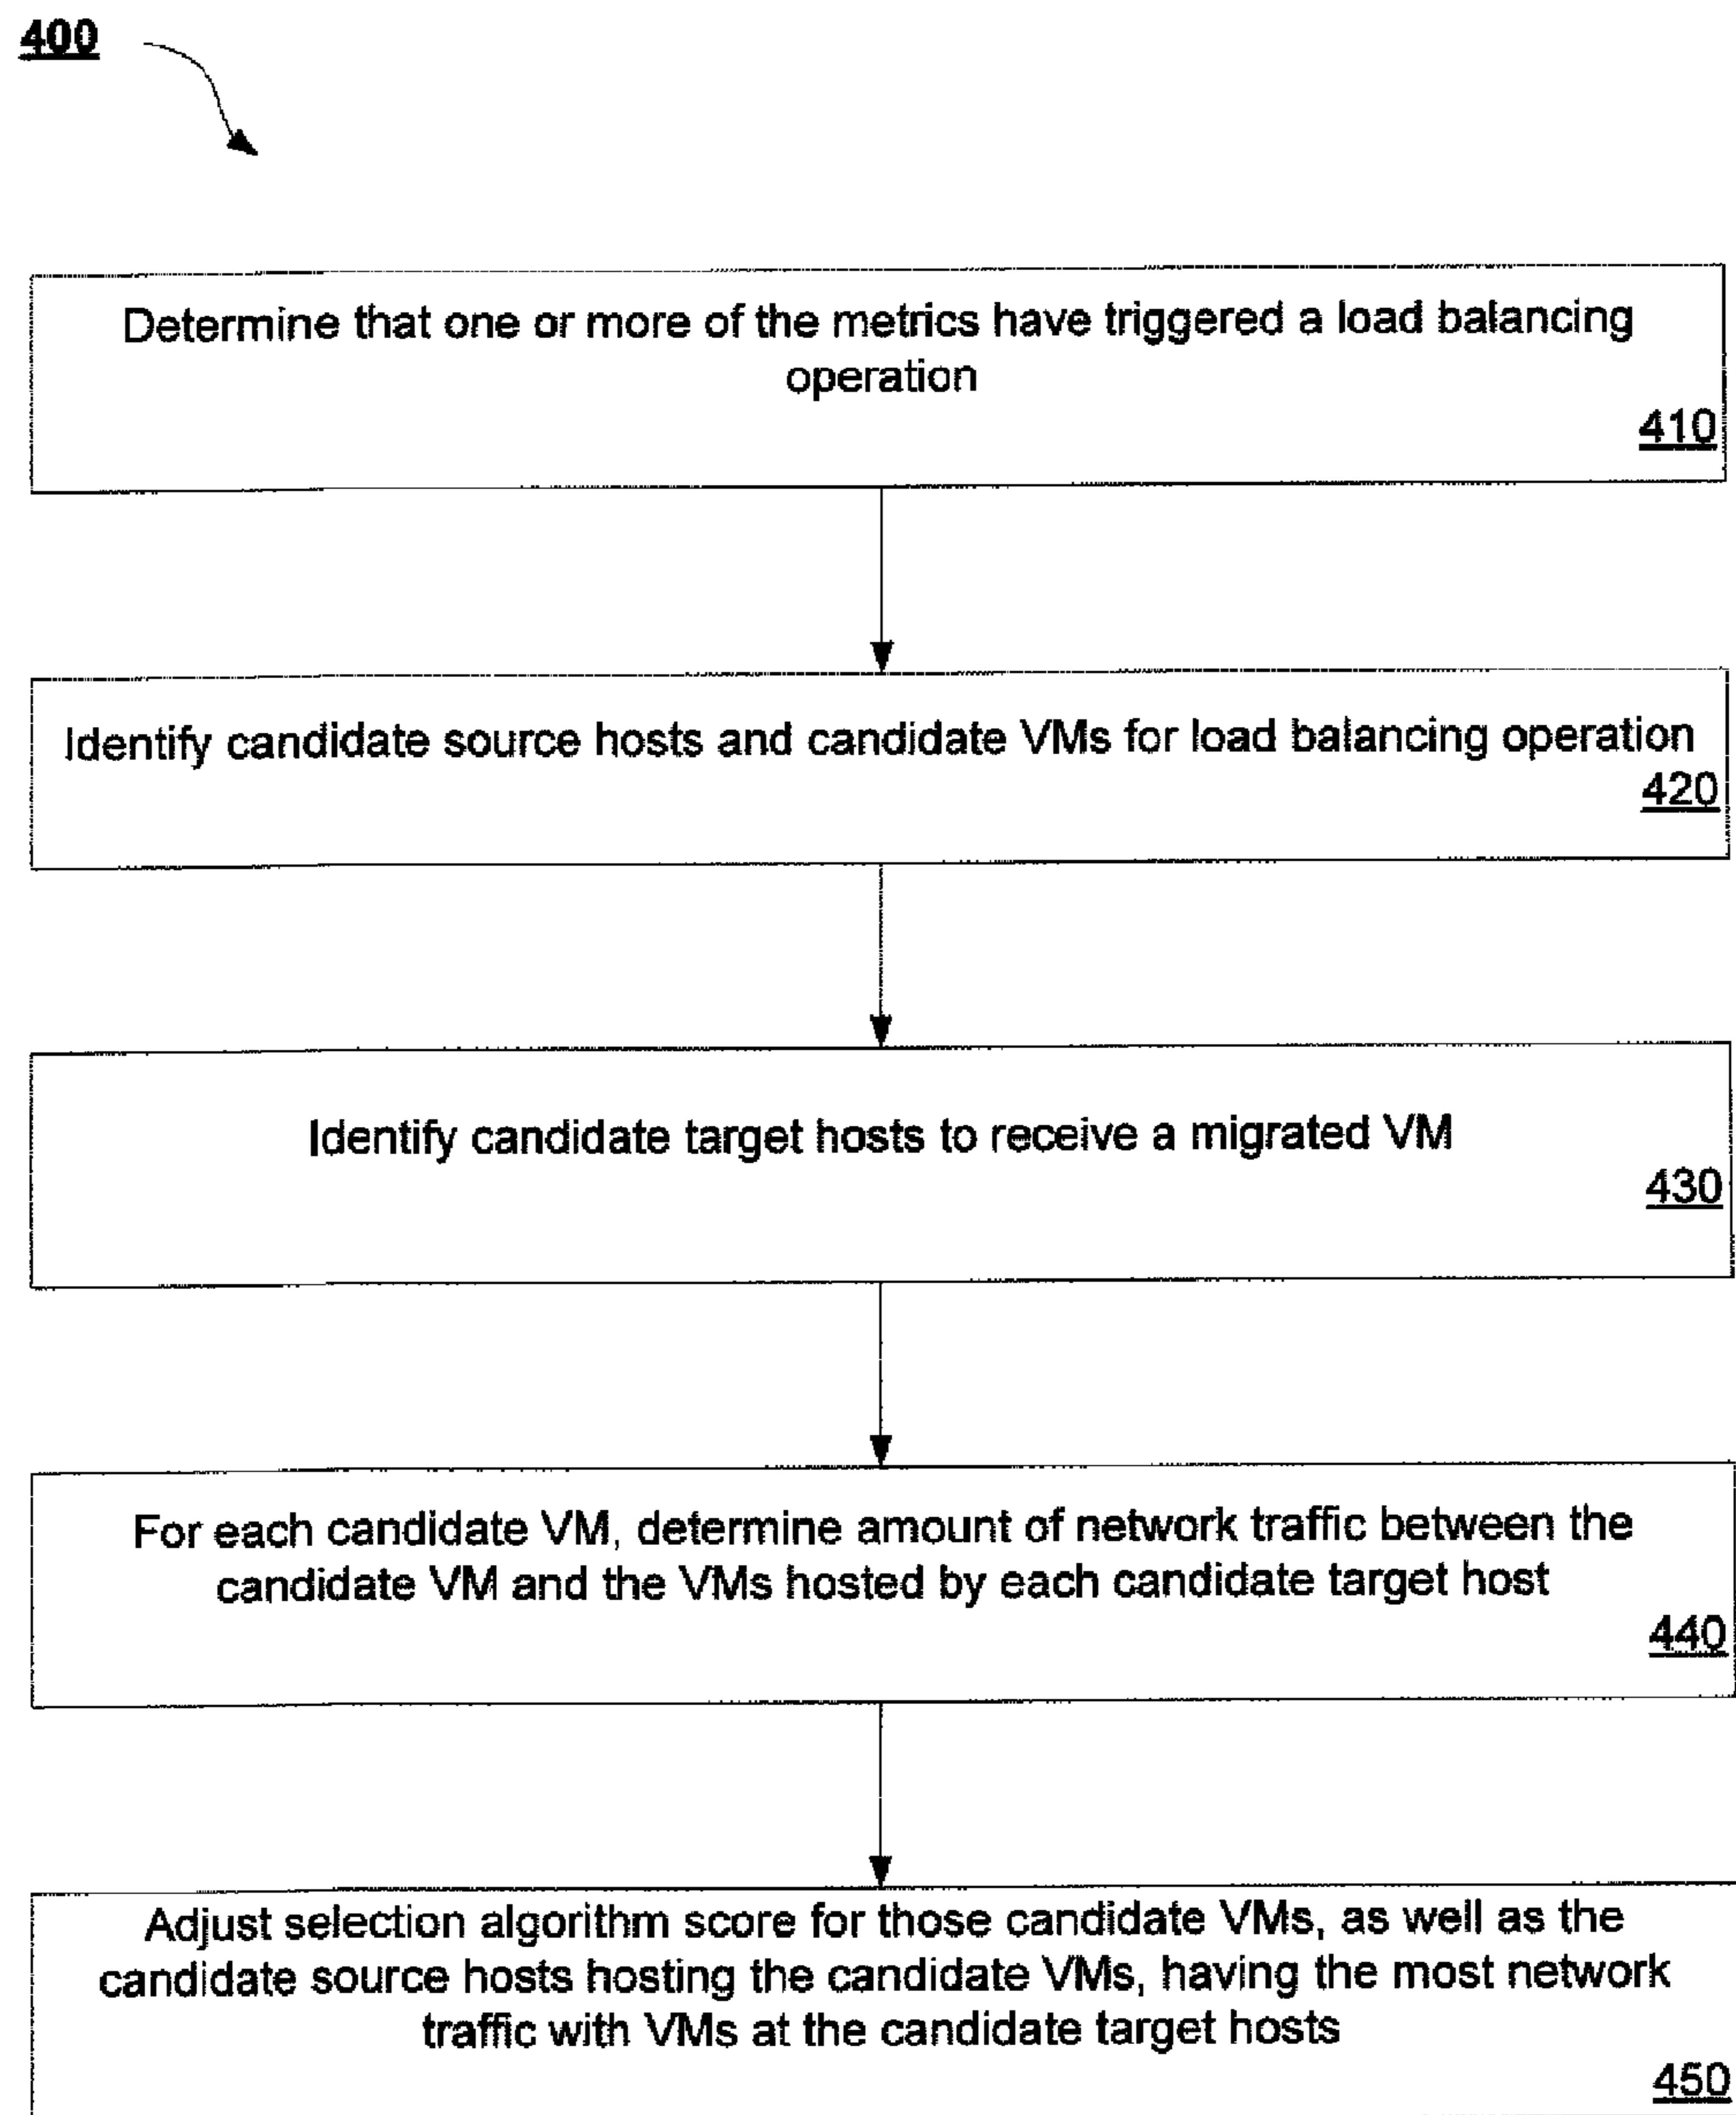 400
Determine that one or more of the metrics have triggered a load balancing
operation
410
Identify candidate source hosts and candidate VMs for load balancing operation
420
Identify candidate target hosts to receive a migrated VM
430
For each candidate VM, determine amount of network traffic between the
candidate VM and the VMs hosted by each candidate target host
440
Adjust selection algorithm score for those candidate VMs, as well as the
candidate source hosts hosting the candidate VMs, having the most network
traffic with VMs at the candidate target hosts
450